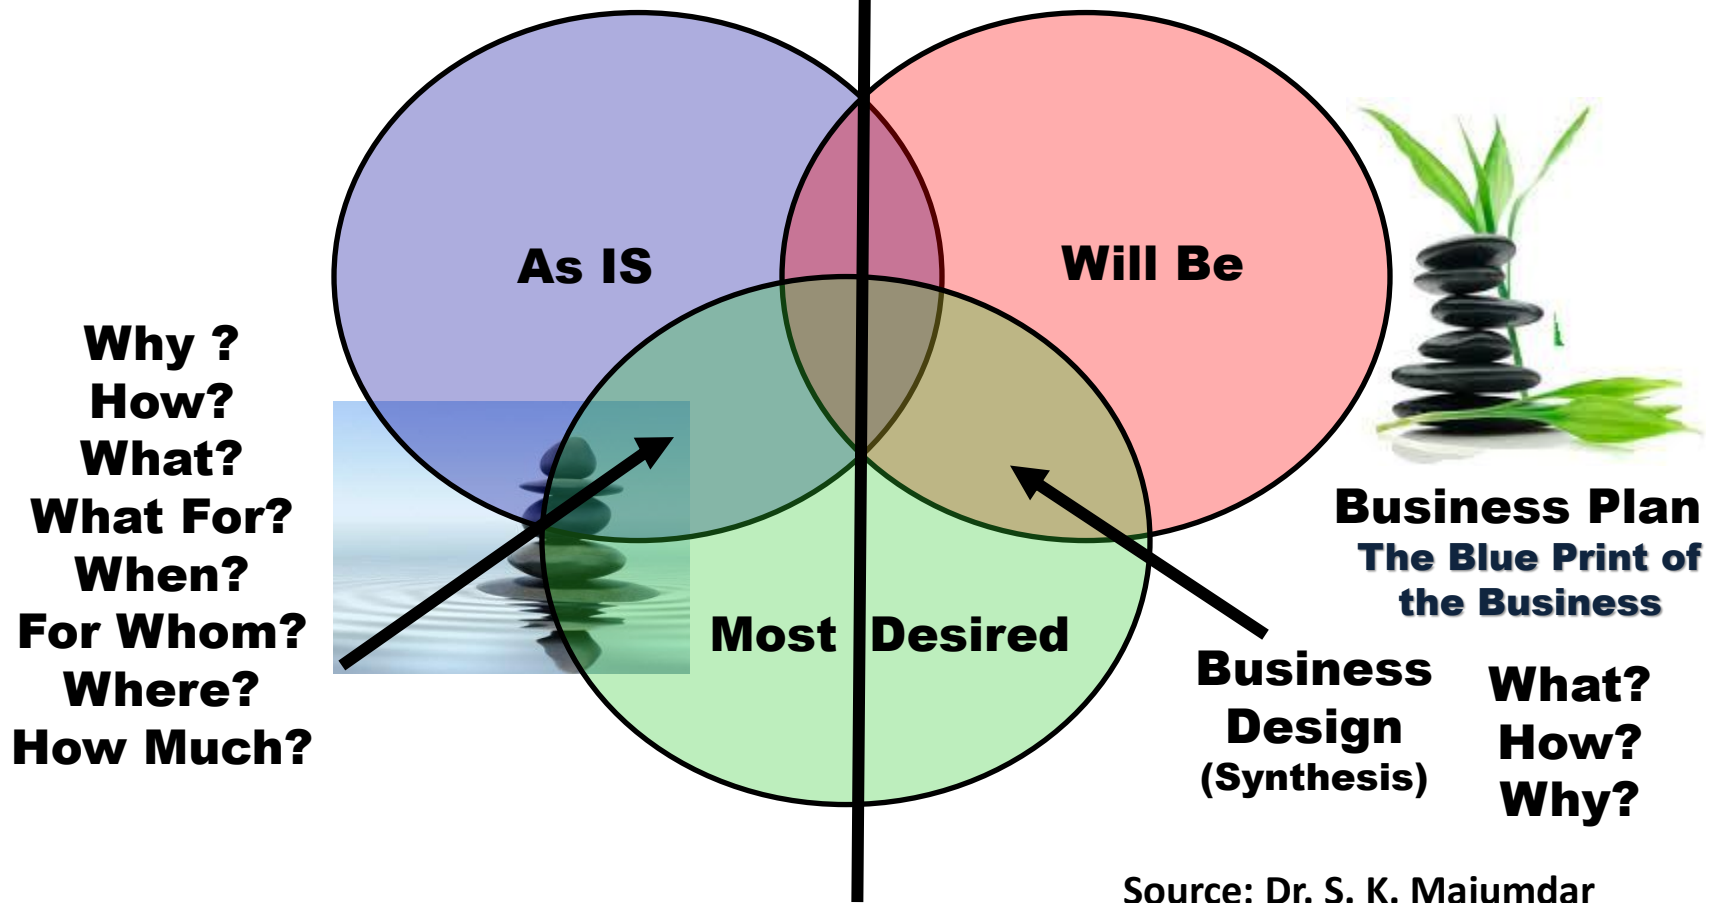 As IS
Will Be
Why ?
How?
What?
What For?
When?
For Whom?
Where?
How Much?
Most Desired
Business Plan
The Blue Print of
the Business
Business
Design
(Synthesis)
What?
How?
Why?
Source: Dr. S. K. Majumdar